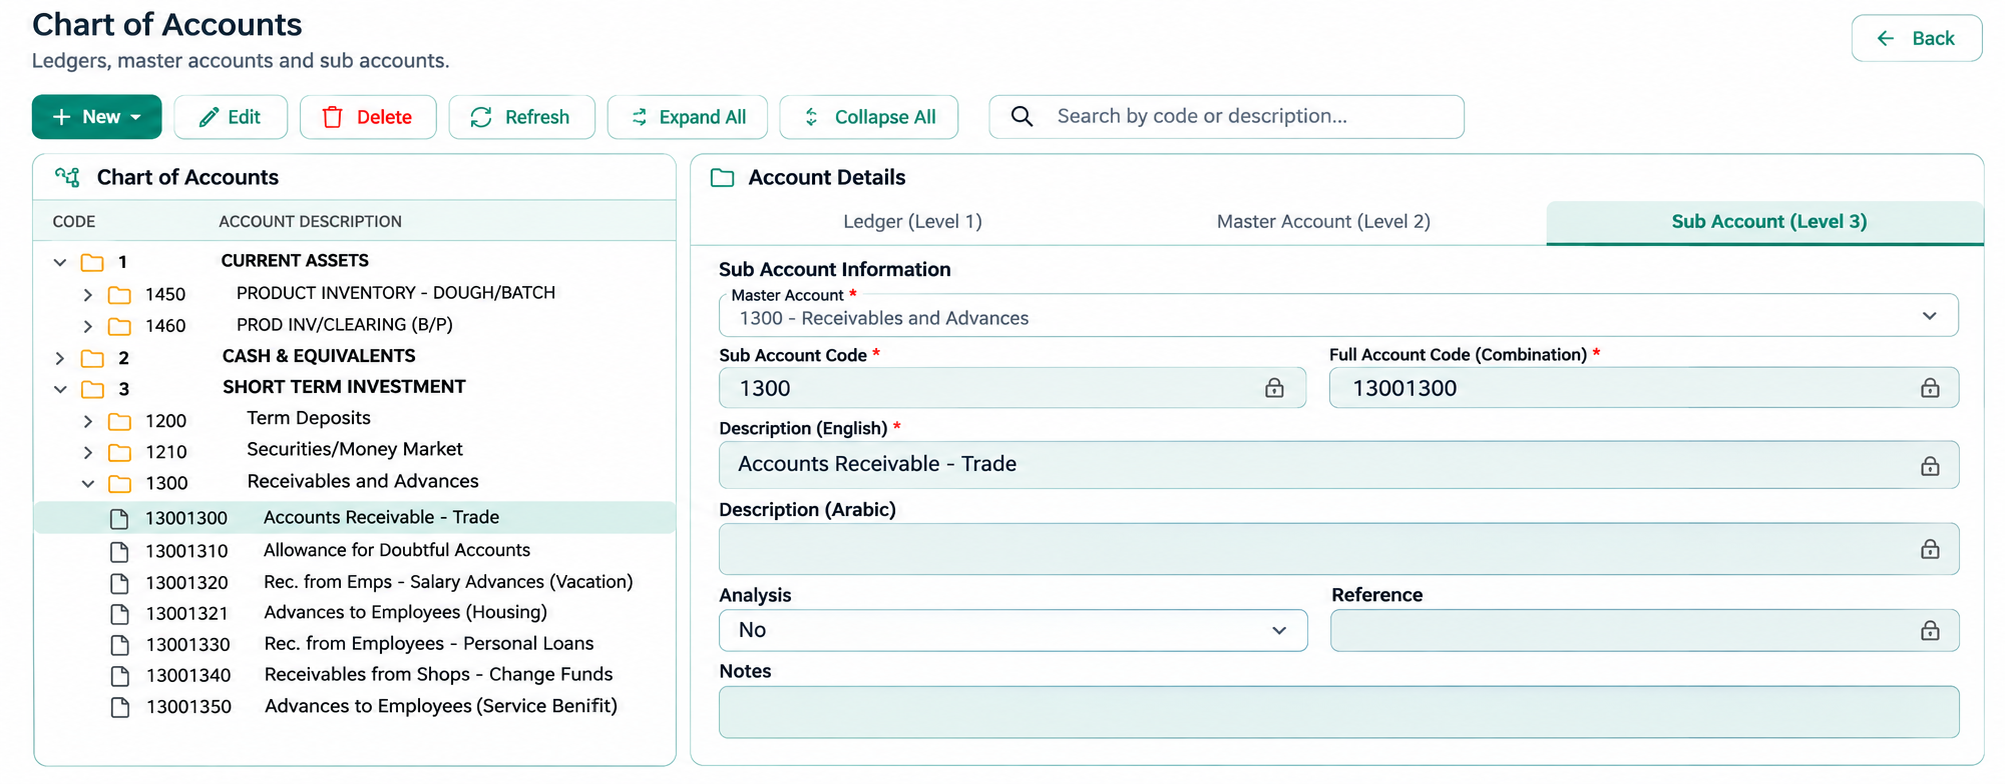 Chart of Accounts
Ledgers, master accounts and sub accounts.
Back
New
Edit
Delete
Refresh
Expand All
Collapse All
Search by code or description...
Chart of Accounts
CODE ACCOUNT DESCRIPTION
1 CURRENT ASSETS
1450 PRODUCT INVENTORY - DOUGH/BATCH
1460 PROD INV/CLEARING (B/P)
2 CASH & EQUIVALENTS
3 SHORT TERM INVESTMENT
1200 Term Deposits
1210 Securities/Money Market
1300 Receivables and Advances
13001300 Accounts Receivable - Trade
13001310 Allowance for Doubtful Accounts
13001320 Rec. from Emps - Salary Advances (Vacation)
13001321 Advances to Employees (Housing)
13001330 Rec. from Employees - Personal Loans
13001340 Receivables from Shops - Change Funds
13001350 Advances to Employees (Service Benifit)
Account Details
Ledger (Level 1)
Master Account (Level 2)
Sub Account (Level 3)
Sub Account Information
Master Account *
1300 - Receivables and Advances
Sub Account Code *
1300
Full Account Code (Combination) *
13001300
Description (English) *
Accounts Receivable - Trade
Description (Arabic)
Analysis
No
Reference
Notes